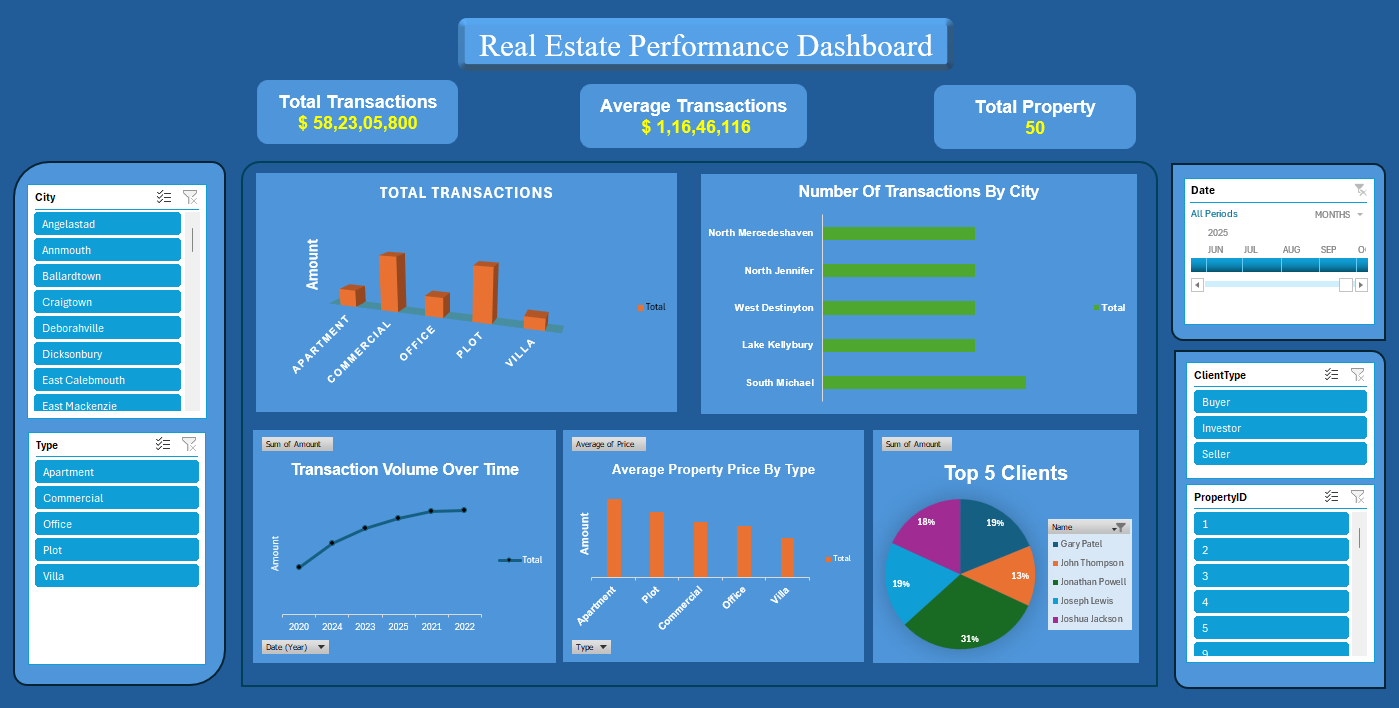 Real Estate Performance Dashboard
Total Transactions
$ 58,23,05,800
Average Transactions
$ 1,16,46,116
Total Property
50
City
Angelastad
Annmouth
Ballardtown
Craigtown
Deborahville
Dicksonbury
East Calebmouth
East Mackenzie
Type
Apartment
Commercial
Office
Plot
Villa
TOTAL TRANSACTIONS
Amount
APARTMENT
COMMERCIAL
OFFICE
PLOT
VILLA
Total
Number Of Transactions By City
North Mercedeshaven
North Jennifer
West Destinyton
Lake Kellybury
South Michael
Total
Sum of Amount
Transaction Volume Over Time
Amount
2020 2024 2023 2025 2021 2022
Total
Date (Year)
Average of Price
Average Property Price By Type
Amount
Apartment
Plot
Commercial
Office
Villa
Total
Type
Sum of Amount
Top 5 Clients
18%
19%
19%
13%
31%
Name
Gary Patel
John Thompson
Jonathan Powell
Joseph Lewis
Joshua Jackson
Date
All Periods MONTHS
2025
JUN JUL AUG SEP
ClientType
Buyer
Investor
Seller
PropertyID
1
2
3
4
5
9